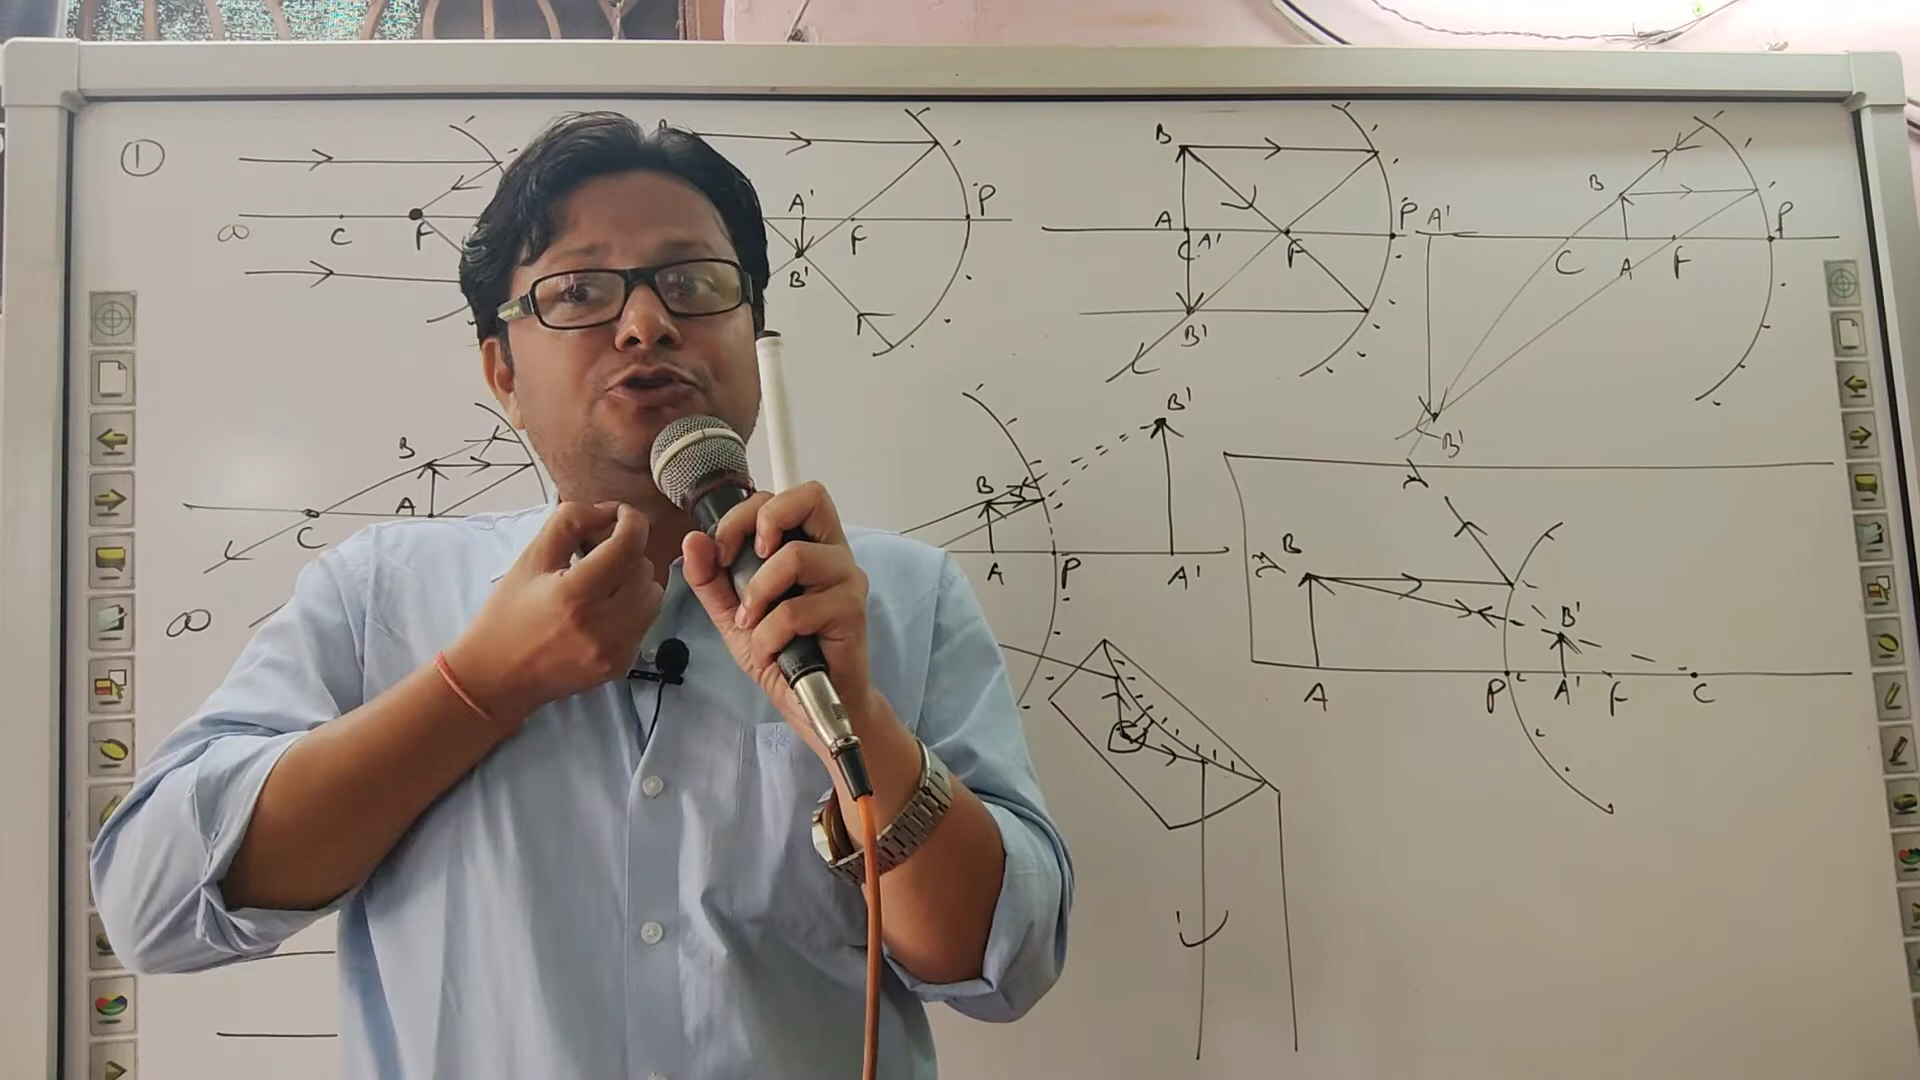 ①
∞ C F
A' B' F P
B A C A' F P B'
A' B C A F P B'
B C A ∞
B A P B' A'
B A P B' A' F C